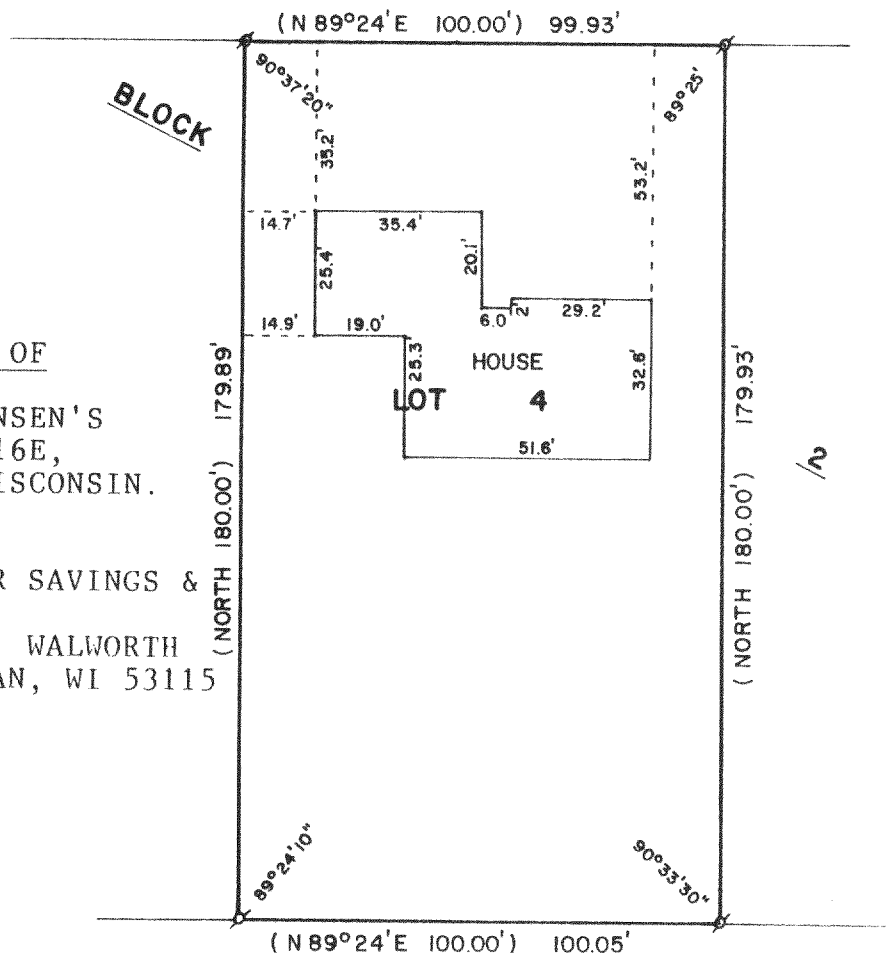 (N 89°24'E 100.00') 99.93'
90°37'20"
89°25'
BLOCK
35.2'
53.2'
14.7'
35.4'
25.4'
20.1'
6.0'
2'
29.2'
14.9'
19.0'
25.3'
HOUSE
32.6'
LOT 4
51.6'
OF
NSEN'S
16E,
ISCONSIN.
R SAVINGS &
WALWORTH
AN, WI 53115
(NORTH 180.00') 179.89'
(NORTH 180.00') 179.93'
2
89°24'10"
90°33'30"
(N 89°24'E 100.00') 100.05'